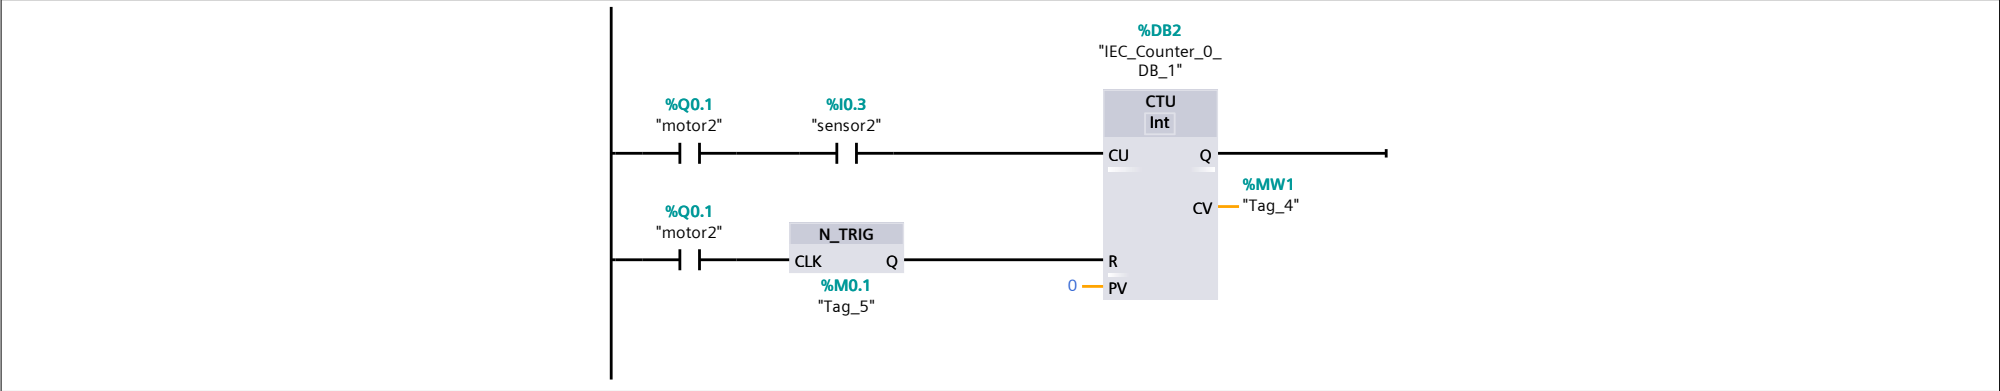 %DB2
"IEC_Counter_0_
DB_1"
%Q0.1
"motor2"
%I0.3
"sensor2"
CTU
Int
CU
Q
%MW1
CV
"Tag_4"
%Q0.1
"motor2"
N_TRIG
CLK
Q
%M0.1
"Tag_5"
R
0
PV